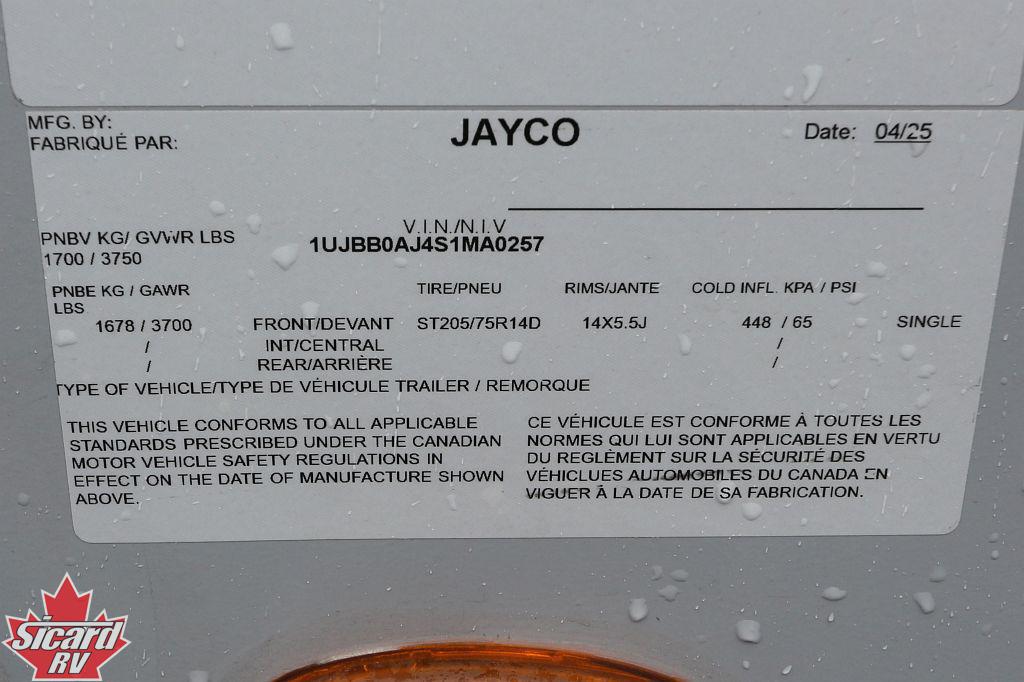 MFG. BY:
FABRIQUÉ PAR:
JAYCO
Date: 04/25
V.I.N./N.I.V
PNBV KG/ GVWR LBS
1UJBB0AJ4S1MA0257
1700 / 3750
PNBE KG / GAWR
LBS
TIRE/PNEU RIMS/JANTE COLD INFL. KPA / PSI
1678 / 3700 FRONT/DEVANT ST205/75R14D 14X5.5J 448 / 65 SINGLE
/ INT/CENTRAL /
/ REAR/ARRIÈRE /
TYPE OF VEHICLE/TYPE DE VÉHICULE TRAILER / REMORQUE
THIS VEHICLE CONFORMS TO ALL APPLICABLE
STANDARDS PRESCRIBED UNDER THE CANADIAN
MOTOR VEHICLE SAFETY REGULATIONS IN
EFFECT ON THE DATE OF MANUFACTURE SHOWN
ABOVE.
CE VÉHICULE EST CONFORME À TOUTES LES
NORMES QUI LUI SONT APPLICABLES EN VERTU
DU REGLÈMENT SUR LA SÉCURITÉ DES
VÉHICLUES AUTOMOBILES DU CANADA EN
VIGUER À LA DATE DE SA FABRICATION.
Sicard
RV